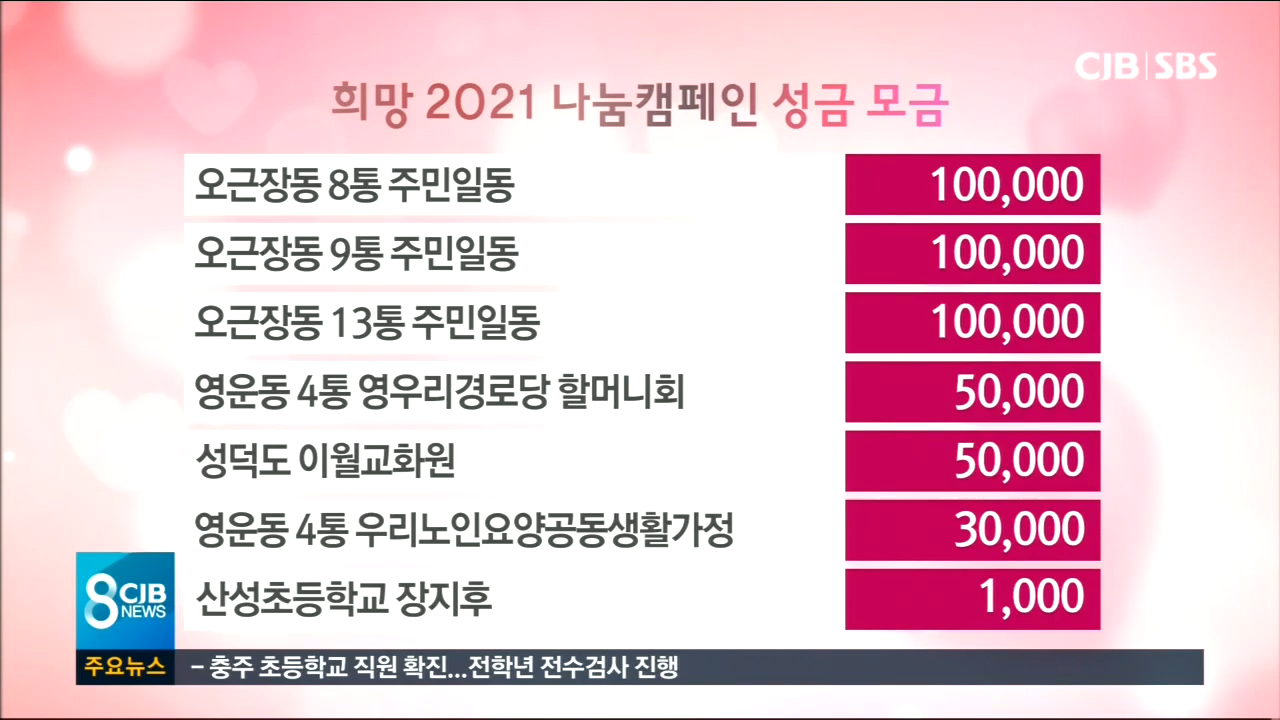 CJB SBS
희망 2021 나눔캠페인 성금 모금
오근장동 8통 주민일동 100,000
오근장동 9통 주민일동 100,000
오근장동 13통 주민일동 100,000
영운동 4통 영우리경로당 할머니회 50,000
성덕도 이월교화원 50,000
영운동 4통 우리노인요양공동생활가정 30,000
산성초등학교 장지후 1,000
8 CJB NEWS
주요뉴스 - 충주 초등학교 직원 확진...전학년 전수검사 진행